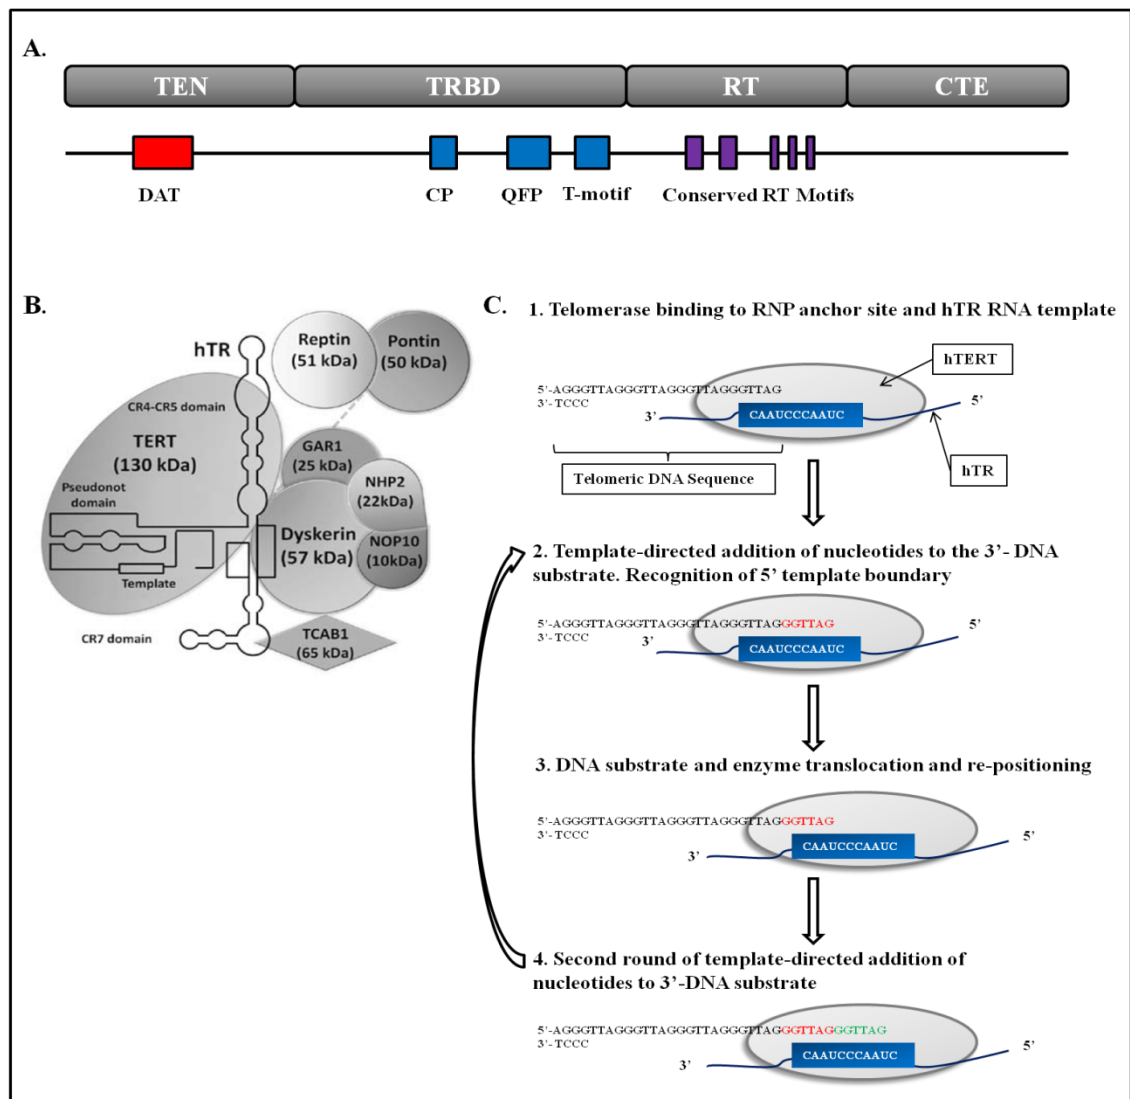 A.
TEN TRBD RT CTE
DAT CP QFP T-motif Conserved RT Motifs
B.
hTR
Reptin
(51 kDa)
Pontin
(50 kDa)
CR4-CR5 domain
TERT
(130 kDa)
GAR1
(25 kDa)
NHP2
(22kDa)
Pseudonot
domain
Dyskerin
(57 kDa)
NOP10
(10kDa)
Template
CR7 domain
TCAB1
(65 kDa)
C.
1. Telomerase binding to RNP anchor site and hTR RNA template
hTERT
5'-AGGGTTAGGGTTAGGGTTAGGGTTAG
3'-TCCC
3'
CAAUCCCAAUC
5'
hTR
Telomeric DNA Sequence
2. Template-directed addition of nucleotides to the 3'- DNA
substrate. Recognition of 5' template boundary
5'-AGGGTTAGGGTTAGGGTTAGGGTTAGGGTTAG
3'-TCCC
3'
CAAUCCCAAUC
5'
3. DNA substrate and enzyme translocation and re-positioning
5'-AGGGTTAGGGTTAGGGTTAGGGTTAGGGTTAG
3'-TCCC
3'
CAAUCCCAAUC
5'
4. Second round of template-directed addition of
nucleotides to 3'-DNA substrate
5'-AGGGTTAGGGTTAGGGTTAGGGTTAGGGTTAGGGTTAG
3'-TCCC
3'
CAAUCCCAAUC
5'